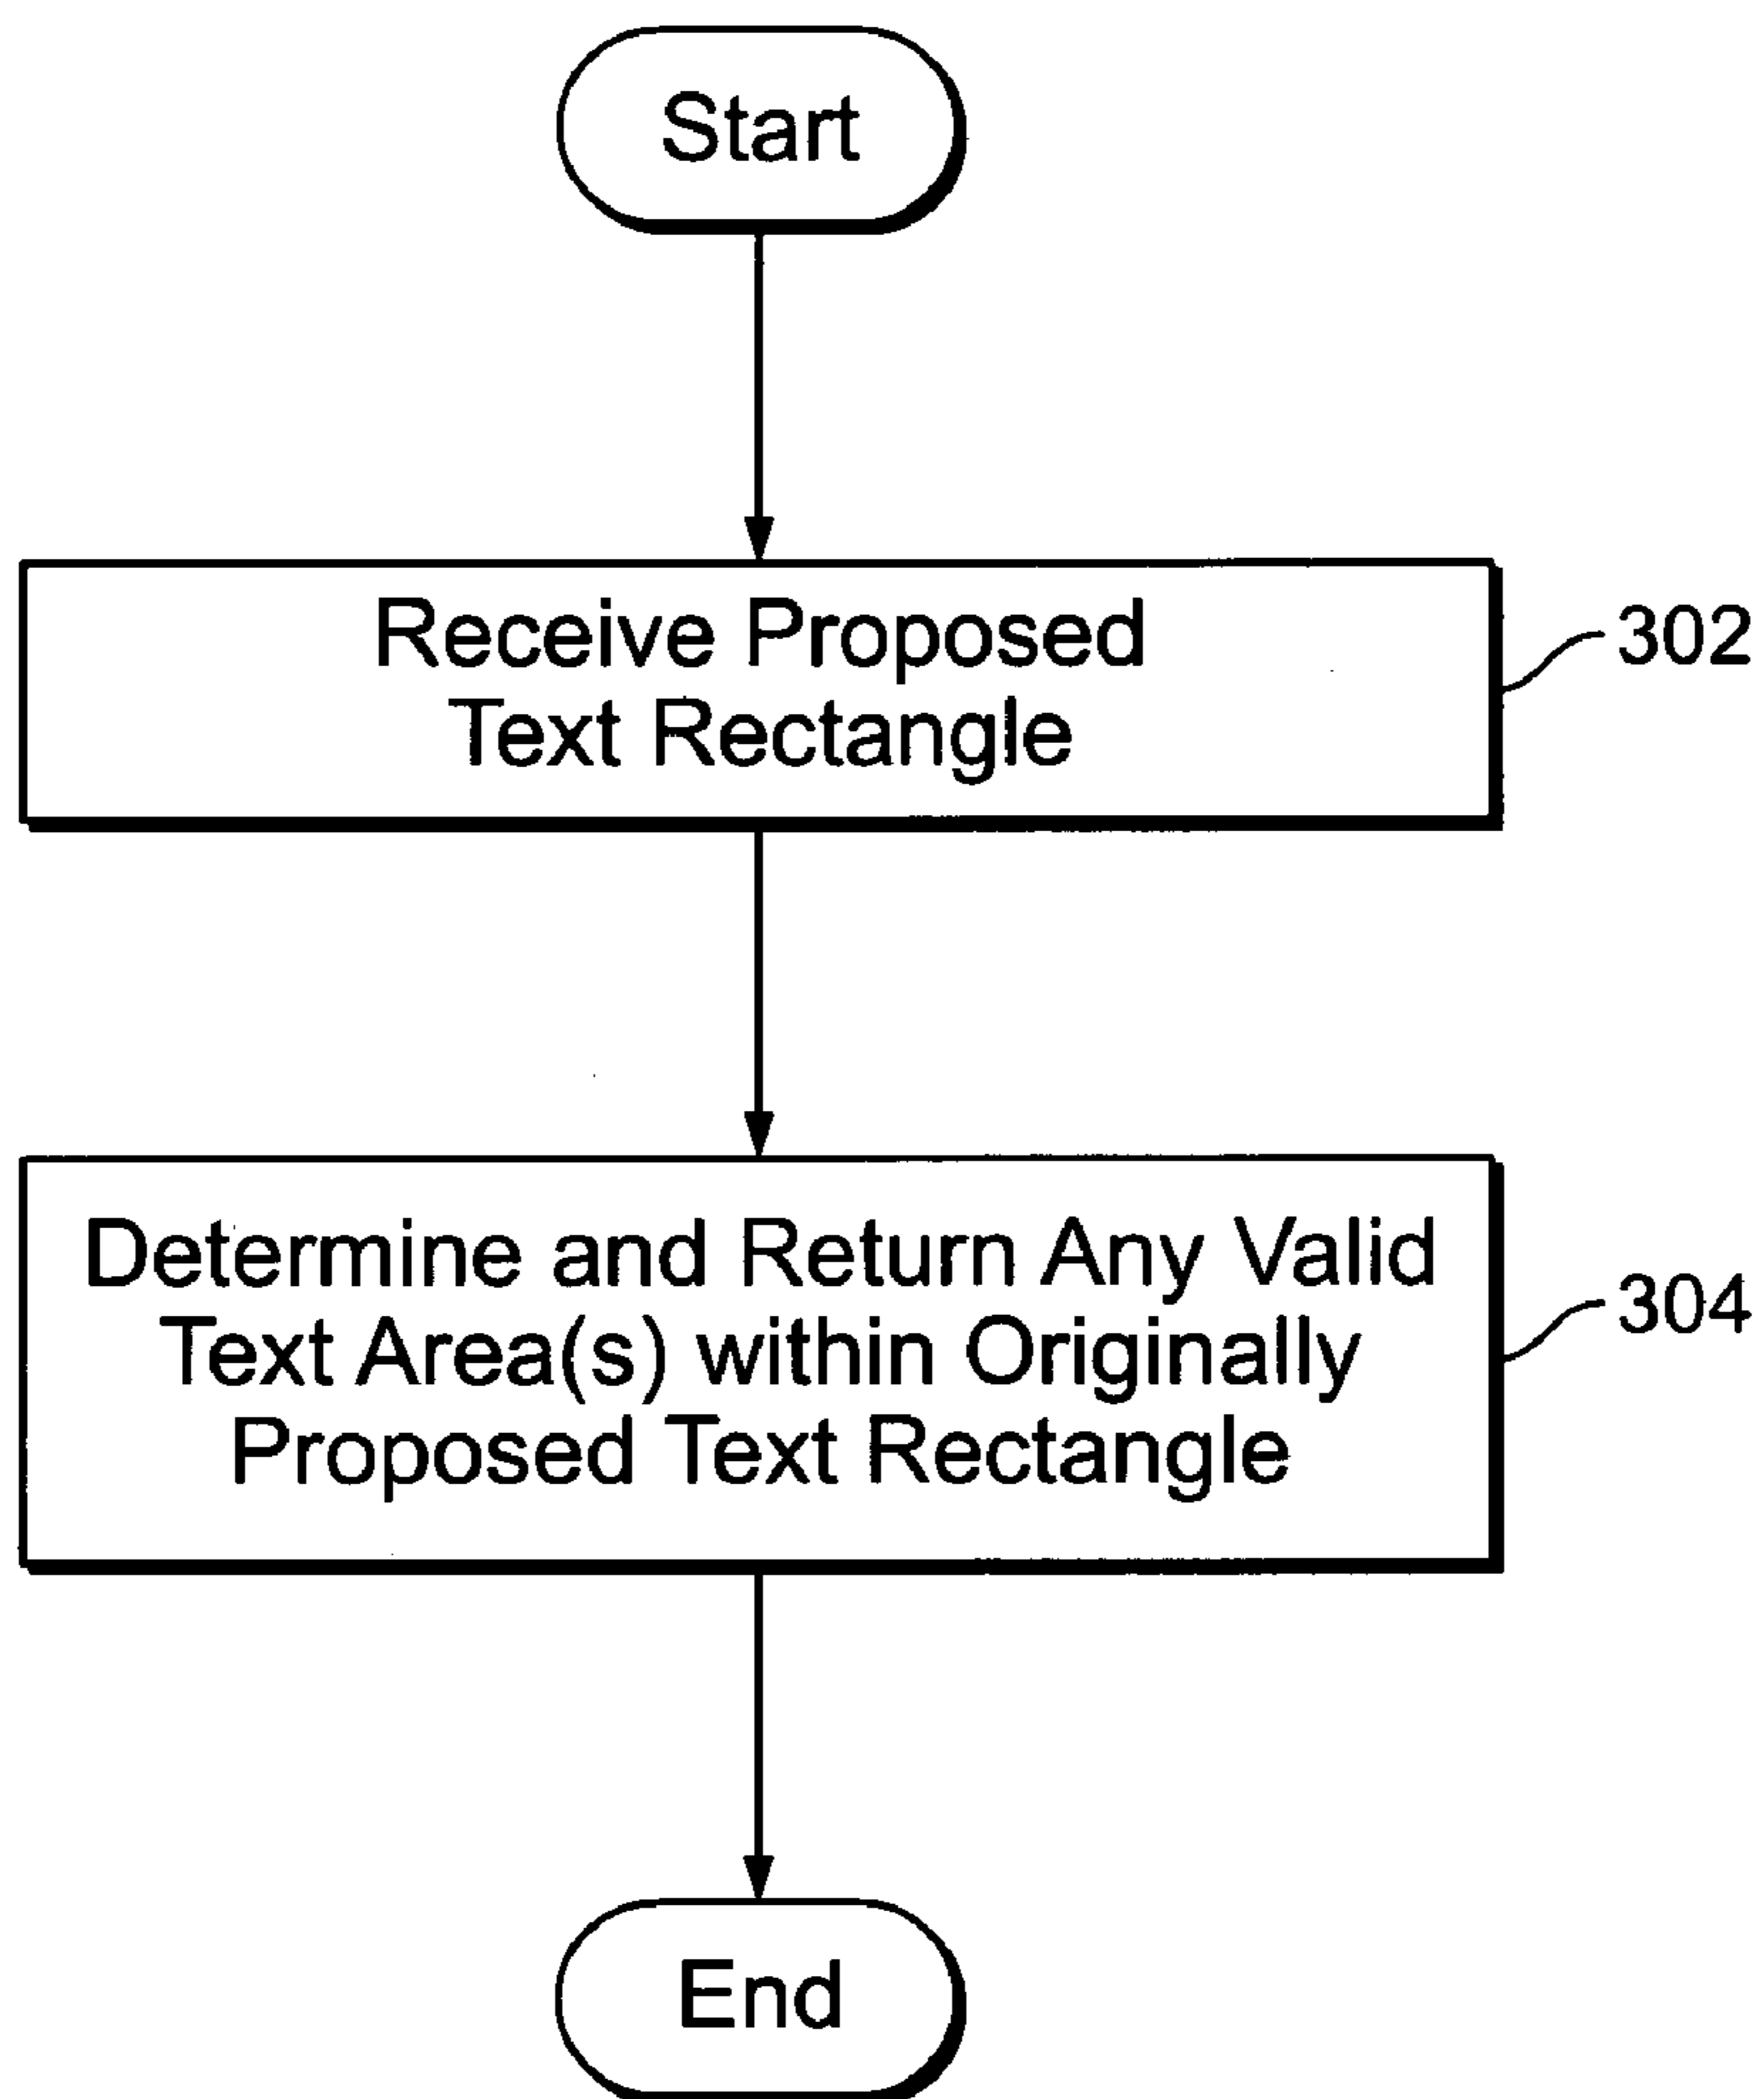 Start
Receive Proposed
Text Rectangle
302
Determine and Return Any Valid
Text Area(s) within Originally
Proposed Text Rectangle
304
End